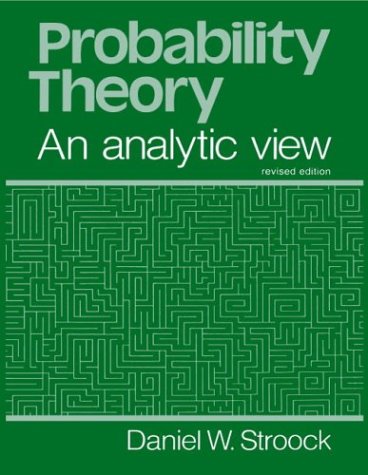 Probability
Theory
An analytic view
revised edition
Daniel W. Stroock